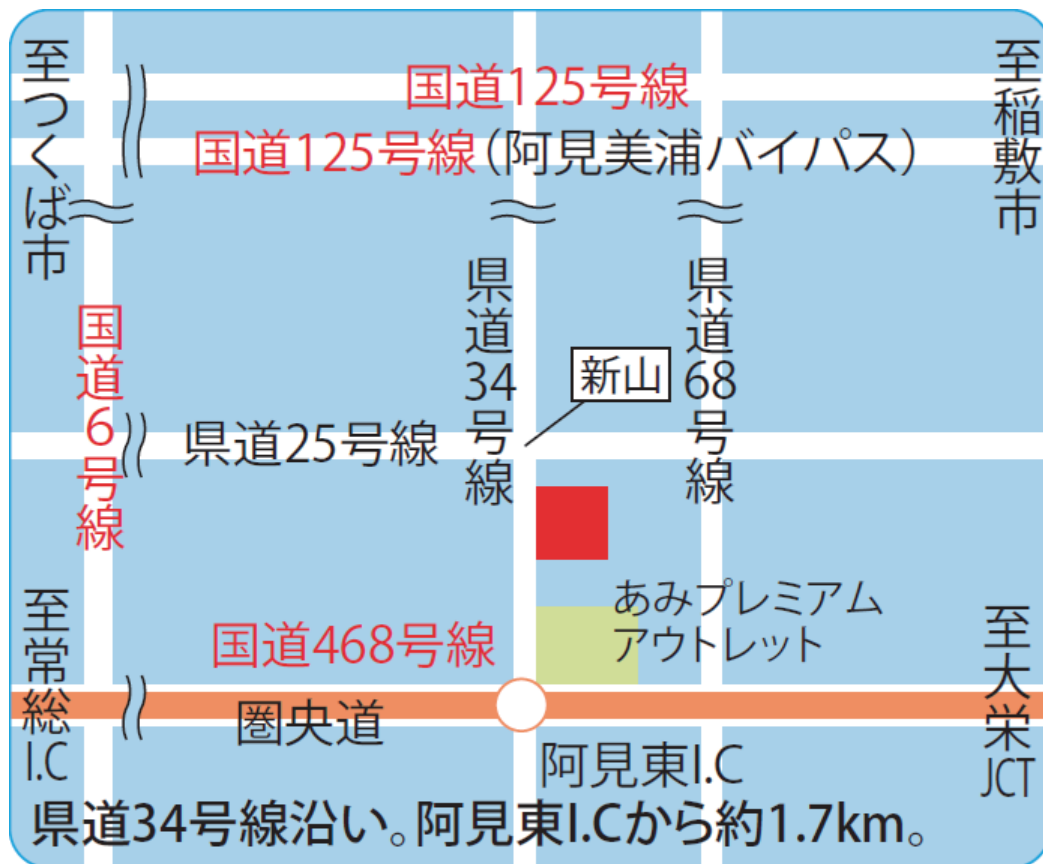 至つくば市
国道125号線
国道125号線(阿見美浦バイパス)
至稲敷市
国道6号線
県道34号線
新山
県道68号線
県道25号線
あみプレミアム
アウトレット
国道468号線
至常総I.C
圏央道
阿見東I.C
至大栄JCT
県道34号線沿い。阿見東I.Cから約1.7km。